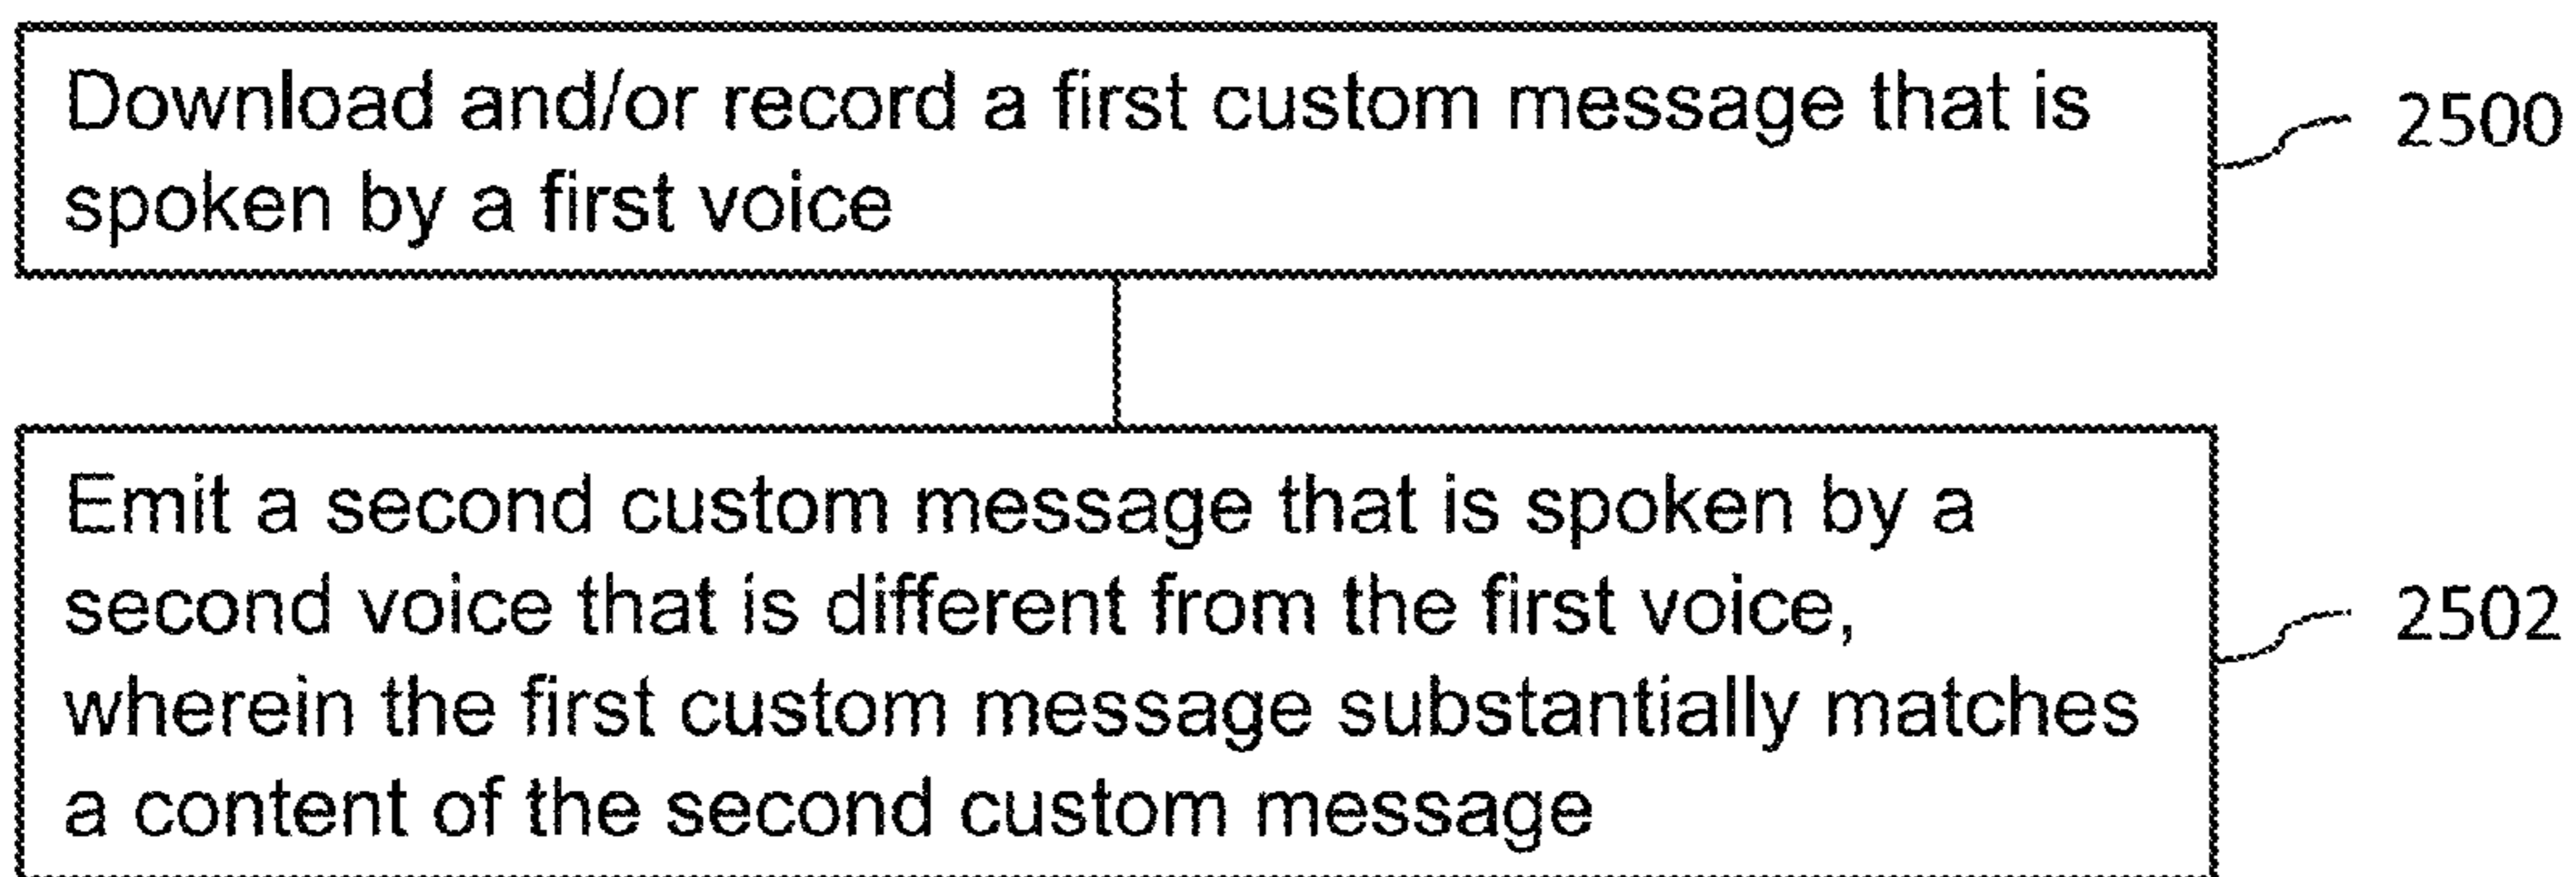 Download and/or record a first custom message that is
spoken by a first voice
2500
Emit a second custom message that is spoken by a
second voice that is different from the first voice,
wherein the first custom message substantially matches
a content of the second custom message
2502